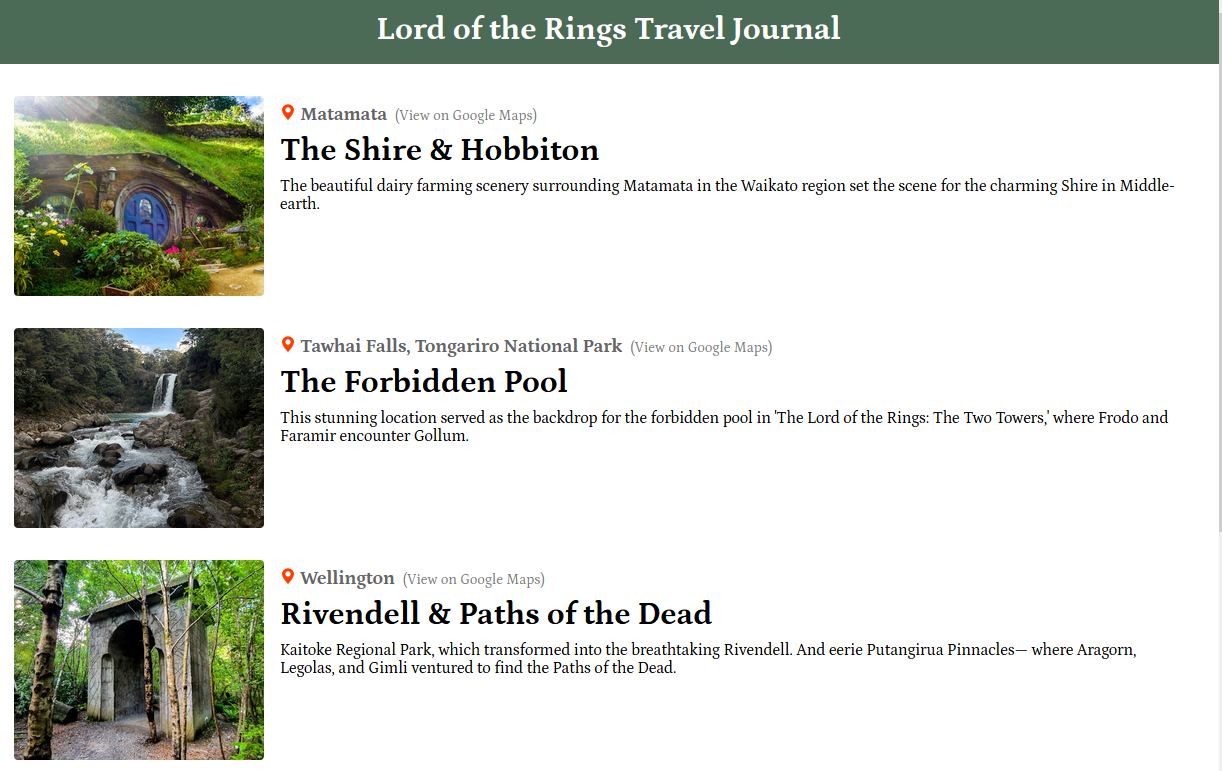 Lord of the Rings Travel Journal
Matamata (View on Google Maps)
The Shire & Hobbiton
The beautiful dairy farming scenery surrounding Matamata in the Waikato region set the scene for the charming Shire in Middle-
earth.
Tawhai Falls, Tongariro National Park (View on Google Maps)
The Forbidden Pool
This stunning location served as the backdrop for the forbidden pool in 'The Lord of the Rings: The Two Towers,' where Frodo and
Faramir encounter Gollum.
Wellington (View on Google Maps)
Rivendell & Paths of the Dead
Kaitoke Regional Park, which transformed into the breathtaking Rivendell. And eerie Putangirua Pinnacles— where Aragorn,
Legolas, and Gimli ventured to find the Paths of the Dead.